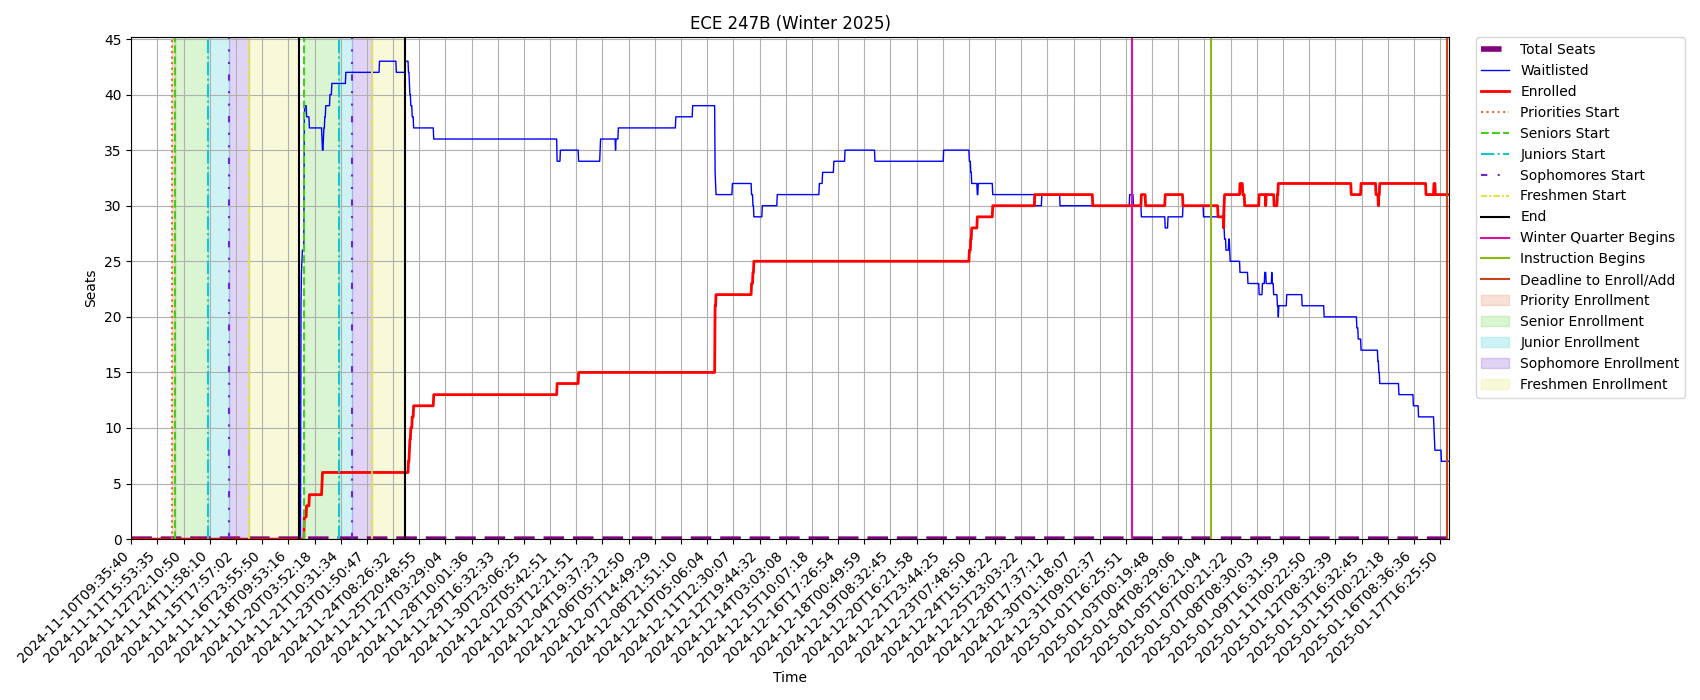 ECE 247B (Winter 2025)
45
40
35
30
25
20
15
10
5
0
Seats
2024-11-10T09:35:40
2024-11-11T15:53:35
2024-11-12T22:10:50
2024-11-14T11:58:10
2024-11-15T17:57:02
2024-11-16T23:55:50
2024-11-18T09:53:16
2024-11-20T03:52:18
2024-11-21T10:31:34
2024-11-23T01:50:47
2024-11-24T08:26:32
2024-11-25T20:48:55
2024-11-27T03:29:04
2024-11-28T10:01:36
2024-11-29T16:32:33
2024-11-30T23:06:25
2024-12-02T05:42:51
2024-12-03T12:21:51
2024-12-04T19:37:23
2024-12-06T05:12:50
2024-12-07T14:49:29
2024-12-08T21:51:10
2024-12-10T05:06:04
2024-12-11T12:30:07
2024-12-12T19:44:32
2024-12-14T03:03:08
2024-12-15T10:07:18
2024-12-16T17:26:54
2024-12-18T00:49:59
2024-12-19T08:32:45
2024-12-20T16:21:58
2024-12-21T23:44:25
2024-12-23T07:48:50
2024-12-24T15:18:22
2024-12-25T23:03:22
2024-12-28T17:37:12
2024-12-30T01:18:07
2024-12-31T09:02:37
2025-01-01T16:25:51
2025-01-03T00:19:48
2025-01-04T08:29:06
2025-01-05T16:21:04
2025-01-07T00:21:22
2025-01-08T08:30:03
2025-01-09T16:31:59
2025-01-11T00:22:50
2025-01-12T08:32:39
2025-01-13T16:32:45
2025-01-15T00:22:18
2025-01-16T08:36:36
2025-01-17T16:25:50
Time
Total Seats
Waitlisted
Enrolled
Priorities Start
Seniors Start
Juniors Start
Sophomores Start
Freshmen Start
End
Winter Quarter Begins
Instruction Begins
Deadline to Enroll/Add
Priority Enrollment
Senior Enrollment
Junior Enrollment
Sophomore Enrollment
Freshmen Enrollment